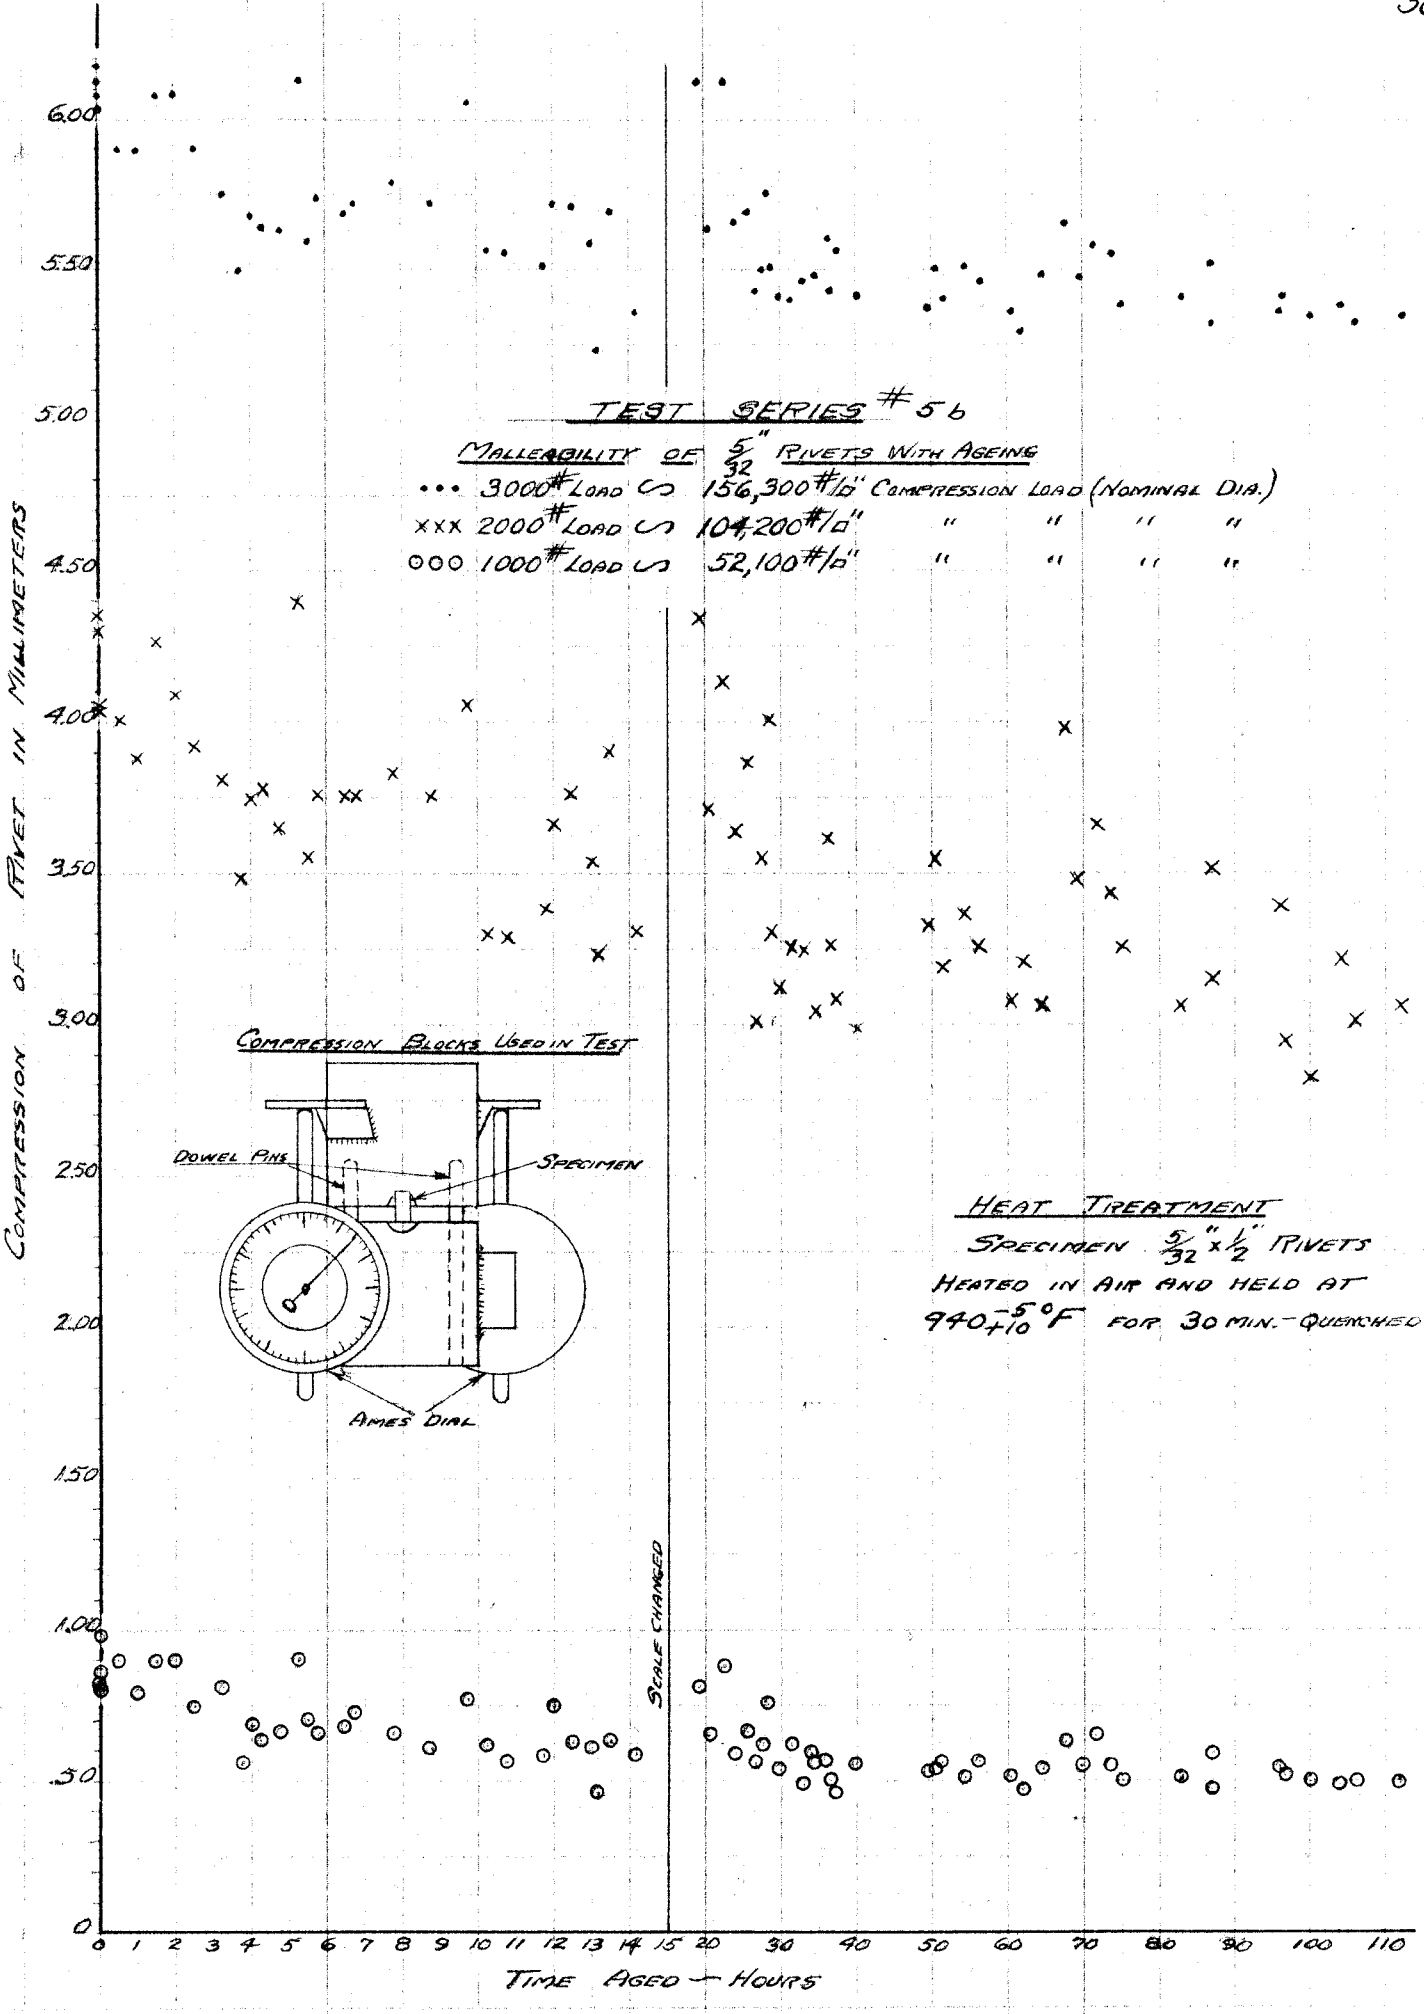 6.00
5.50
5.00
4.50
4.00
3.50
3.00
2.50
2.00
1.50
1.00
.50
0
COMPRESSION OF RIVET IN MILLIMETERS
TEST SERIES #5b
MALLEABILITY OF 5/32" RIVETS WITH AGEING
••• 3000# LOAD ∽ 156,300#/□" COMPRESSION LOAD (NOMINAL DIA.)
××× 2000# LOAD ∽ 104,200#/□" " " " "
○○○ 1000# LOAD ∽ 52,100#/□" " " " "
COMPRESSION BLOCKS USED IN TEST
DOWEL PINS
SPECIMEN
AMES DIAL
HEAT TREATMENT
SPECIMEN 5/32" x 1/2" RIVETS
HEATED IN AIR AND HELD AT
940 -5 +10 °F FOR 30 MIN. - QUENCHED
SCALE CHANGED
0 1 2 3 4 5 6 7 8 9 10 11 12 13 14 15 20 30 40 50 60 70 80 90 100 110
TIME AGED — HOURS